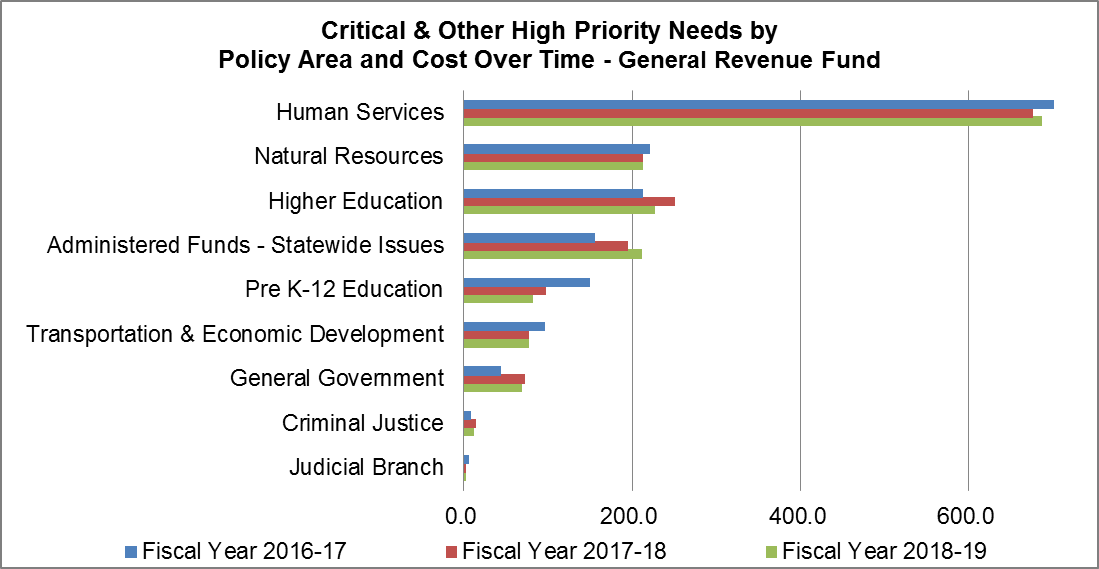 Critical & Other High Priority Needs by
Policy Area and Cost Over Time - General Revenue Fund
Human Services
Natural Resources
Higher Education
Administered Funds - Statewide Issues
Pre K-12 Education
Transportation & Economic Development
General Government
Criminal Justice
Judicial Branch
0.0 200.0 400.0 600.0
Fiscal Year 2016-17 Fiscal Year 2017-18 Fiscal Year 2018-19